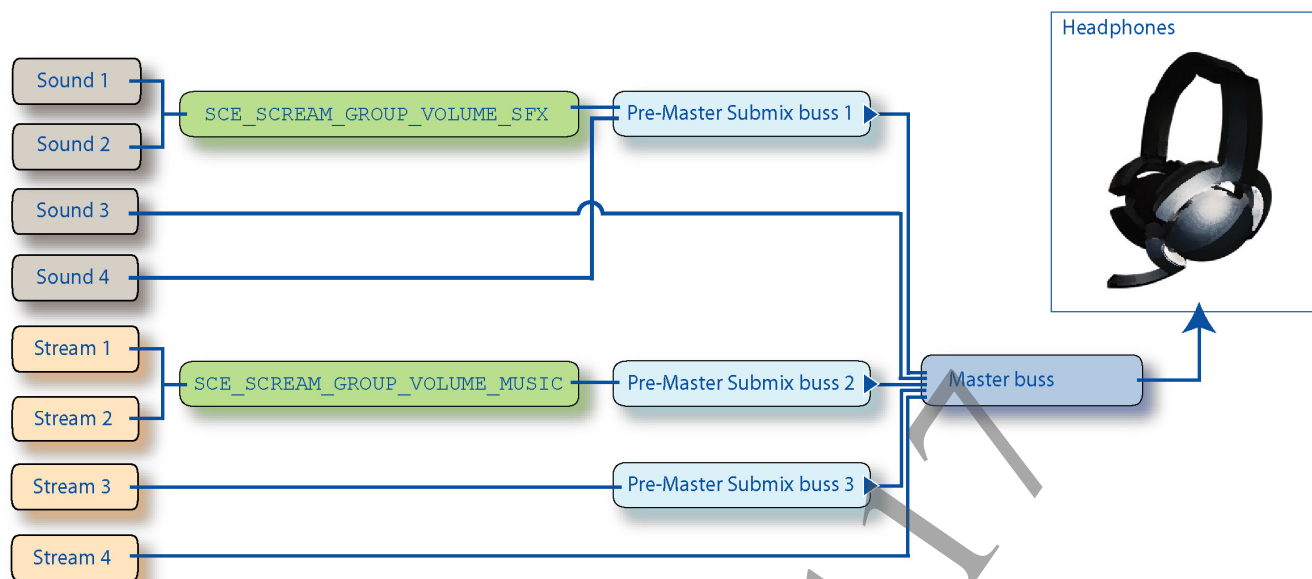 Headphones
Sound 1
SCE_SCREAM_GROUP_VOLUME_SFX
Pre-Master Submix buss 1
Sound 2
Sound 3
Sound 4
Stream 1
SCE_SCREAM_GROUP_VOLUME_MUSIC
Pre-Master Submix buss 2
Master buss
Stream 2
Stream 3
Pre-Master Submix buss 3
Stream 4
17